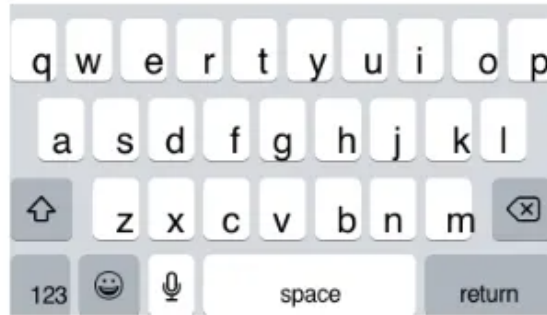 q w e r t y u i o p
a s d f g h j k l
z x c v b n m
123 space return